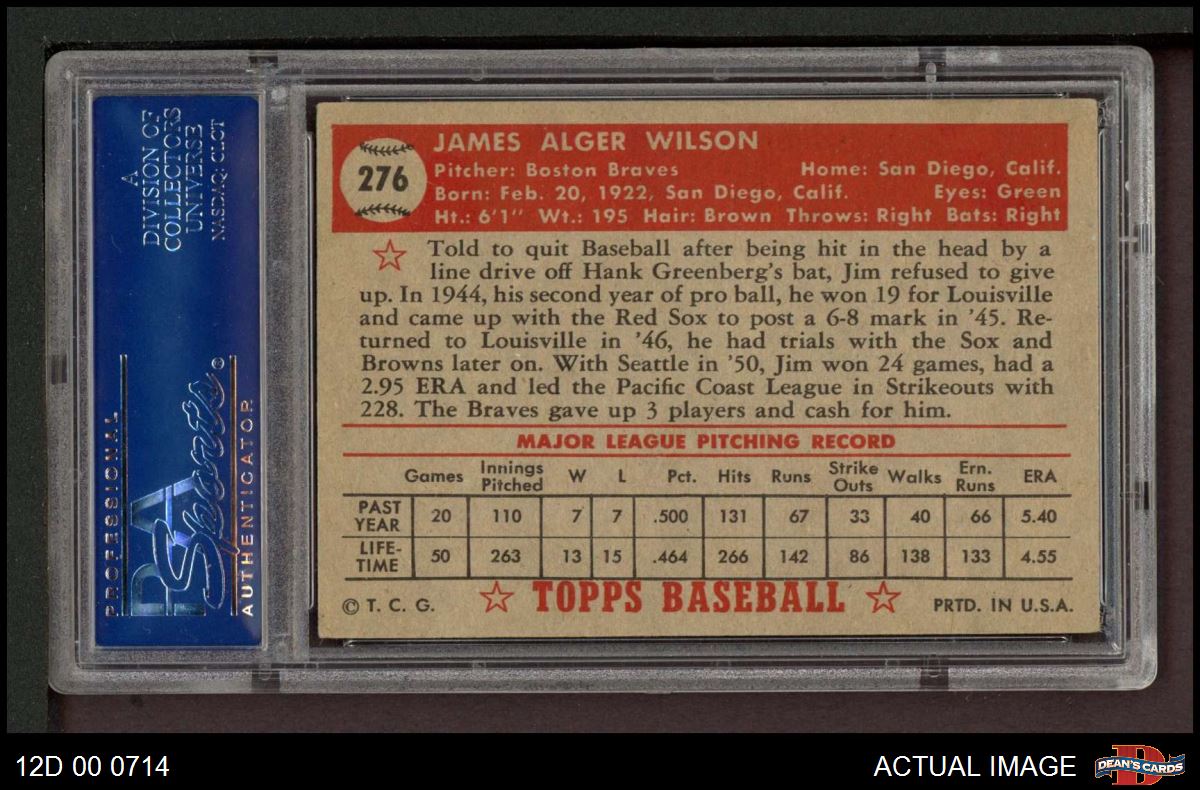 A
DIVISION OF
COLLECTORS
UNIVERSE
NASDAQ: CLCT
PROFESSIONAL
PSA
Sports®
AUTHENTICATOR
276
JAMES ALGER WILSON
Pitcher: Boston Braves Home: San Diego, Calif.
Born: Feb. 20, 1922, San Diego, Calif. Eyes: Green
Ht.: 6'1" Wt.: 195 Hair: Brown Throws: Right Bats: Right
Told to quit Baseball after being hit in the head by a
line drive off Hank Greenberg's bat, Jim refused to give
up. In 1944, his second year of pro ball, he won 19 for Louisville
and came up with the Red Sox to post a 6-8 mark in '45. Re-
turned to Louisville in '46, he had trials with the Sox and
Browns later on. With Seattle in '50, Jim won 24 games, had a
2.95 ERA and led the Pacific Coast League in Strikeouts with
228. The Braves gave up 3 players and cash for him.
MAJOR LEAGUE PITCHING RECORD
Games Innings Pitched W L Pct. Hits Runs Strike Outs Walks Ern. Runs ERA
PAST YEAR 20 110 7 7 .500 131 67 33 40 66 5.40
LIFE-TIME 50 263 13 15 .464 266 142 86 138 133 4.55
© T. C. G. TOPPS BASEBALL PRTD. IN U.S.A.
12D 00 0714 ACTUAL IMAGE
D
DEAN'S CARDS